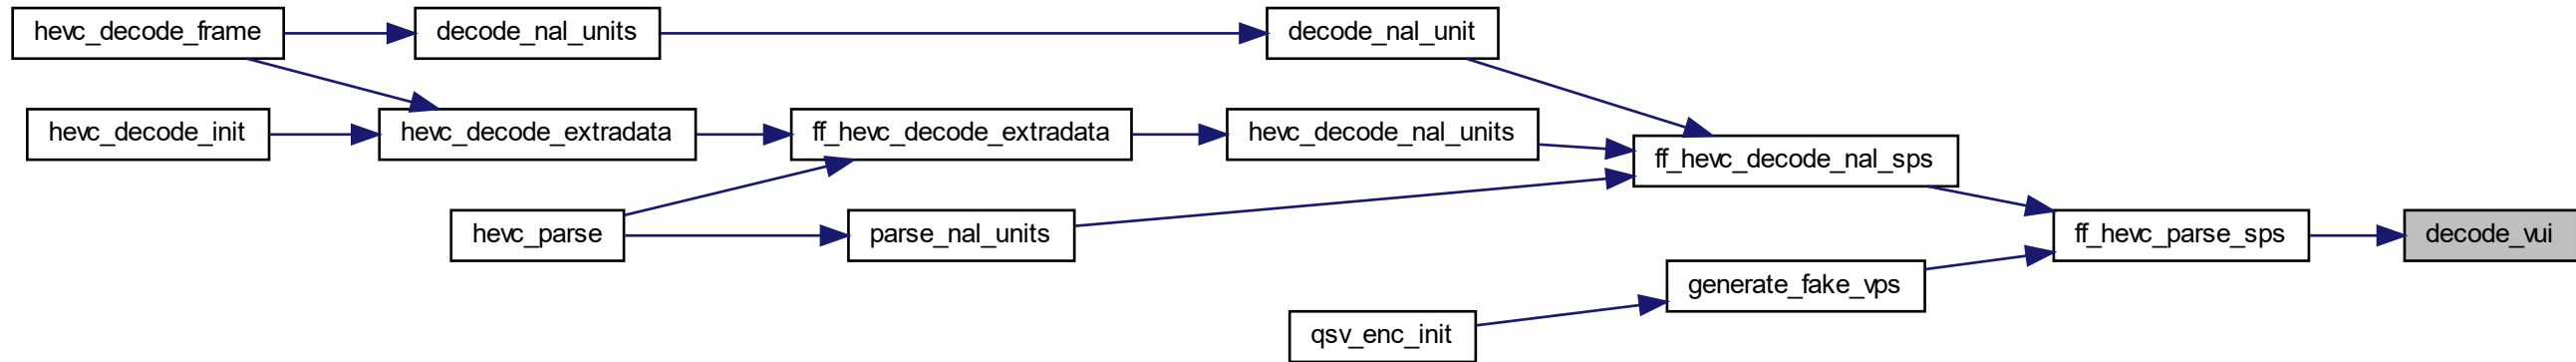 hevc_decode_frame
decode_nal_units
decode_nal_unit
hevc_decode_init
hevc_decode_extradata
ff_hevc_decode_extradata
hevc_decode_nal_units
ff_hevc_decode_nal_sps
hevc_parse
parse_nal_units
ff_hevc_parse_sps
decode_vui
generate_fake_vps
qsv_enc_init